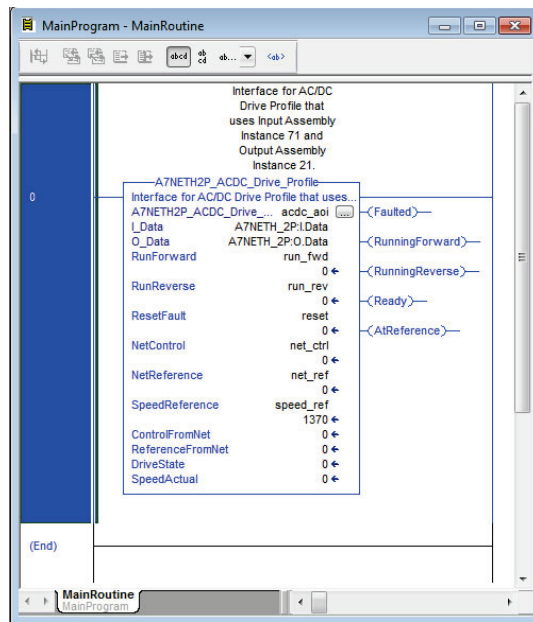 MainProgram - MainRoutine
abcd ab cd ab... <ab>
Interface for AC/DC
Drive Profile that
uses Input Assembly
Instance 71 and
Output Assembly
Instance 21.
0
A7NETH2P_ACDC_Drive_Profile
Interface for AC/DC Drive Profile that uses...
A7NETH2P_ACDC_Drive_... acdc_aoi ... (Faulted)
I_Data A7NETH_2P:I.Data
O_Data A7NETH_2P:O.Data (RunningForward)
RunForward run_fwd
0 (RunningReverse)
RunReverse run_rev
0 (Ready)
ResetFault reset
0 (AtReference)
NetControl net_ctrl
0
NetReference net_ref
0
SpeedReference speed_ref
1370
ControlFromNet 0
ReferenceFromNet 0
DriveState 0
SpeedActual 0
(End)
MainRoutine
MainProgram